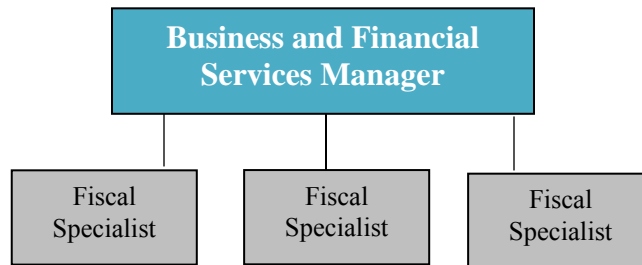 Business and Financial
Services Manager
Fiscal
Specialist
Fiscal
Specialist
Fiscal
Specialist